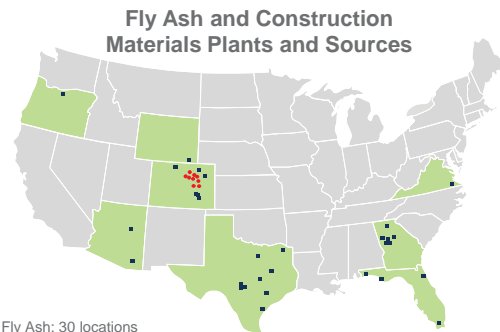 Fly Ash and Construction
Materials Plants and Sources
Fly Ash: 30 locations